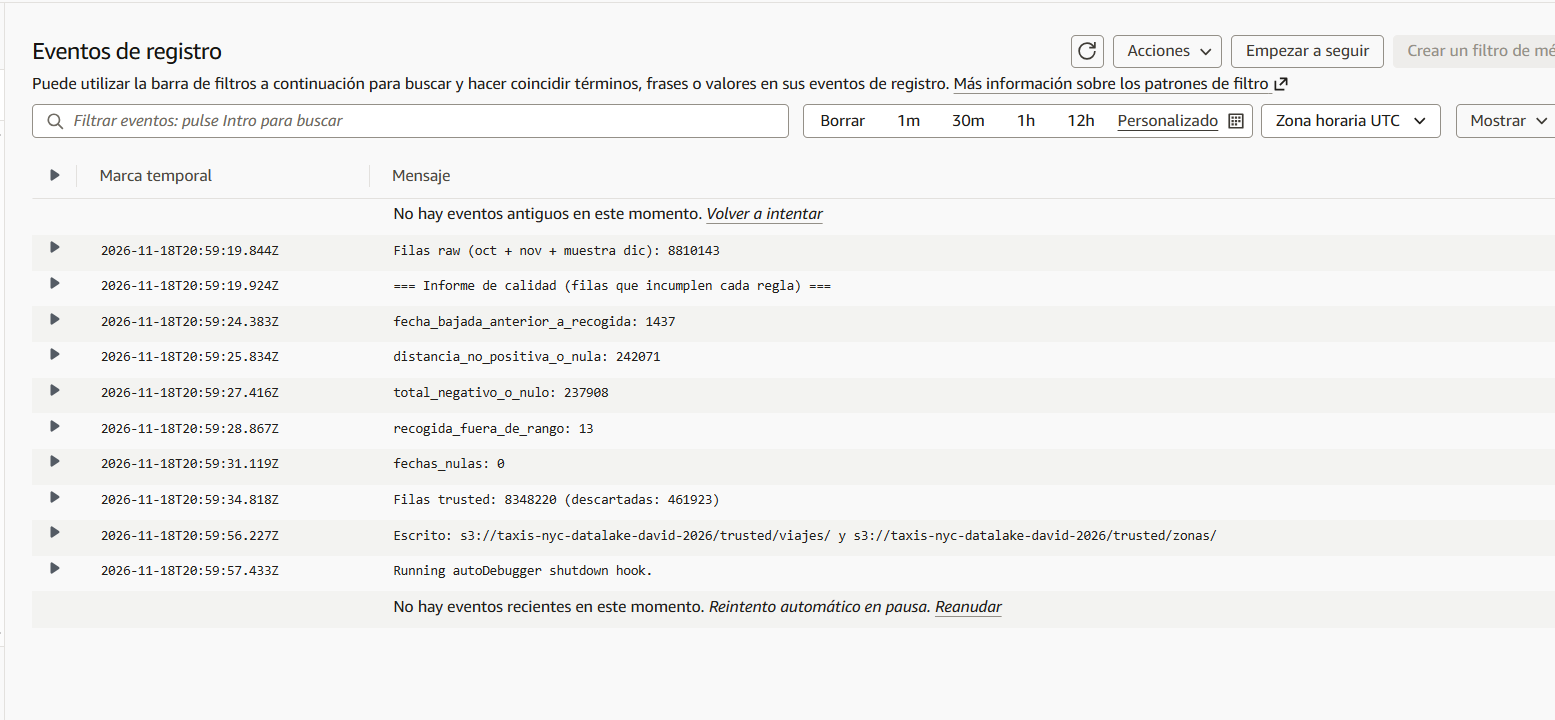 Eventos de registro
Acciones
Empezar a seguir
Crear un filtro de mé
Puede utilizar la barra de filtros a continuación para buscar y hacer coincidir términos, frases o valores en sus eventos de registro. Más información sobre los patrones de filtro
Filtrar eventos: pulse Intro para buscar
Borrar 1m 30m 1h 12h Personalizado
Zona horaria UTC
Mostrar
Marca temporal Mensaje
No hay eventos antiguos en este momento. Volver a intentar
2026-11-18T20:59:19.844Z Filas raw (oct + nov + muestra dic): 8810143
2026-11-18T20:59:19.924Z === Informe de calidad (filas que incumplen cada regla) ===
2026-11-18T20:59:24.383Z fecha_bajada_anterior_a_recogida: 1437
2026-11-18T20:59:25.834Z distancia_no_positiva_o_nula: 242071
2026-11-18T20:59:27.416Z total_negativo_o_nulo: 237908
2026-11-18T20:59:28.867Z recogida_fuera_de_rango: 13
2026-11-18T20:59:31.119Z fechas_nulas: 0
2026-11-18T20:59:34.818Z Filas trusted: 8348220 (descartadas: 461923)
2026-11-18T20:59:56.227Z Escrito: s3://taxis-nyc-datalake-david-2026/trusted/viajes/ y s3://taxis-nyc-datalake-david-2026/trusted/zonas/
2026-11-18T20:59:57.433Z Running autoDebugger shutdown hook.
No hay eventos recientes en este momento. Reintento automático en pausa. Reanudar